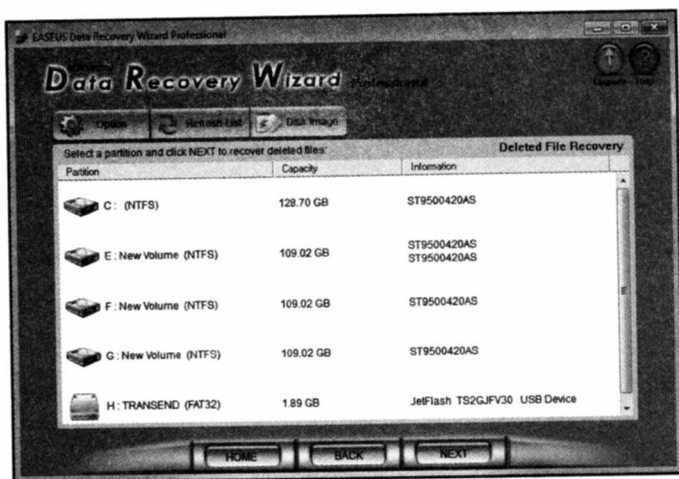 EASEUS Data Recovery Wizard Professional
Data Recovery Wizard Professional
Upgrade Help
Option Refresh List Disk Image
Select a partition and click NEXT to recover deleted files: Deleted File Recovery
Partition Capacity Information
C : (NTFS) 128.70 GB ST9500420AS
E : New Volume (NTFS) 109.02 GB ST9500420AS
ST9500420AS
F : New Volume (NTFS) 109.02 GB ST9500420AS
G : New Volume (NTFS) 109.02 GB ST9500420AS
H : TRANSEND (FAT32) 1.89 GB JetFlash TS2GJFV30 USB Device
HOME BACK NEXT